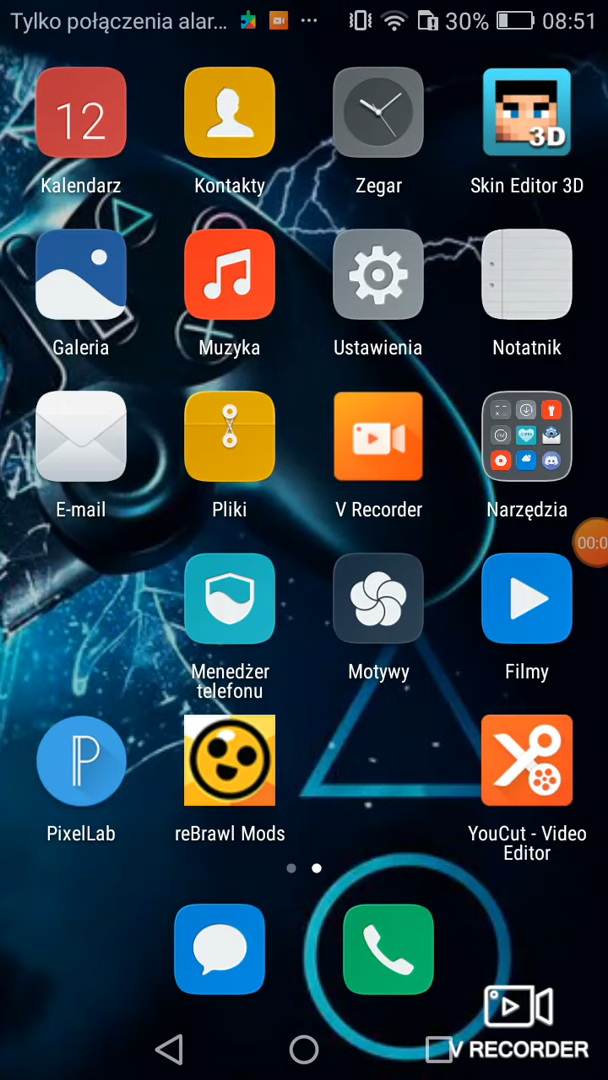 Tylko połączenia alar... ... 30% 08:51
12
3D
Kalendarz Kontakty Zegar Skin Editor 3D
Galeria Muzyka Ustawienia Notatnik
E-mail Pliki V Recorder Narzędzia
00:0
Menedżer
telefonu
Motywy Filmy
P
PixelLab reBrawl Mods YouCut - Video
Editor
V RECORDER